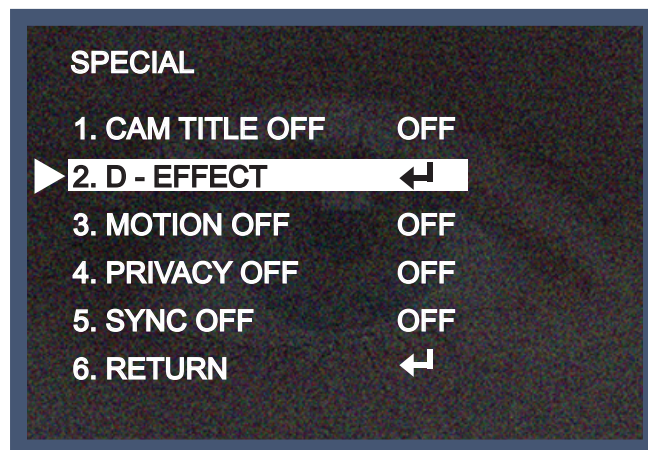 SPECIAL
1. CAM TITLE OFF OFF
2. D - EFFECT ↵
3. MOTION OFF OFF
4. PRIVACY OFF OFF
5. SYNC OFF OFF
6. RETURN ↵